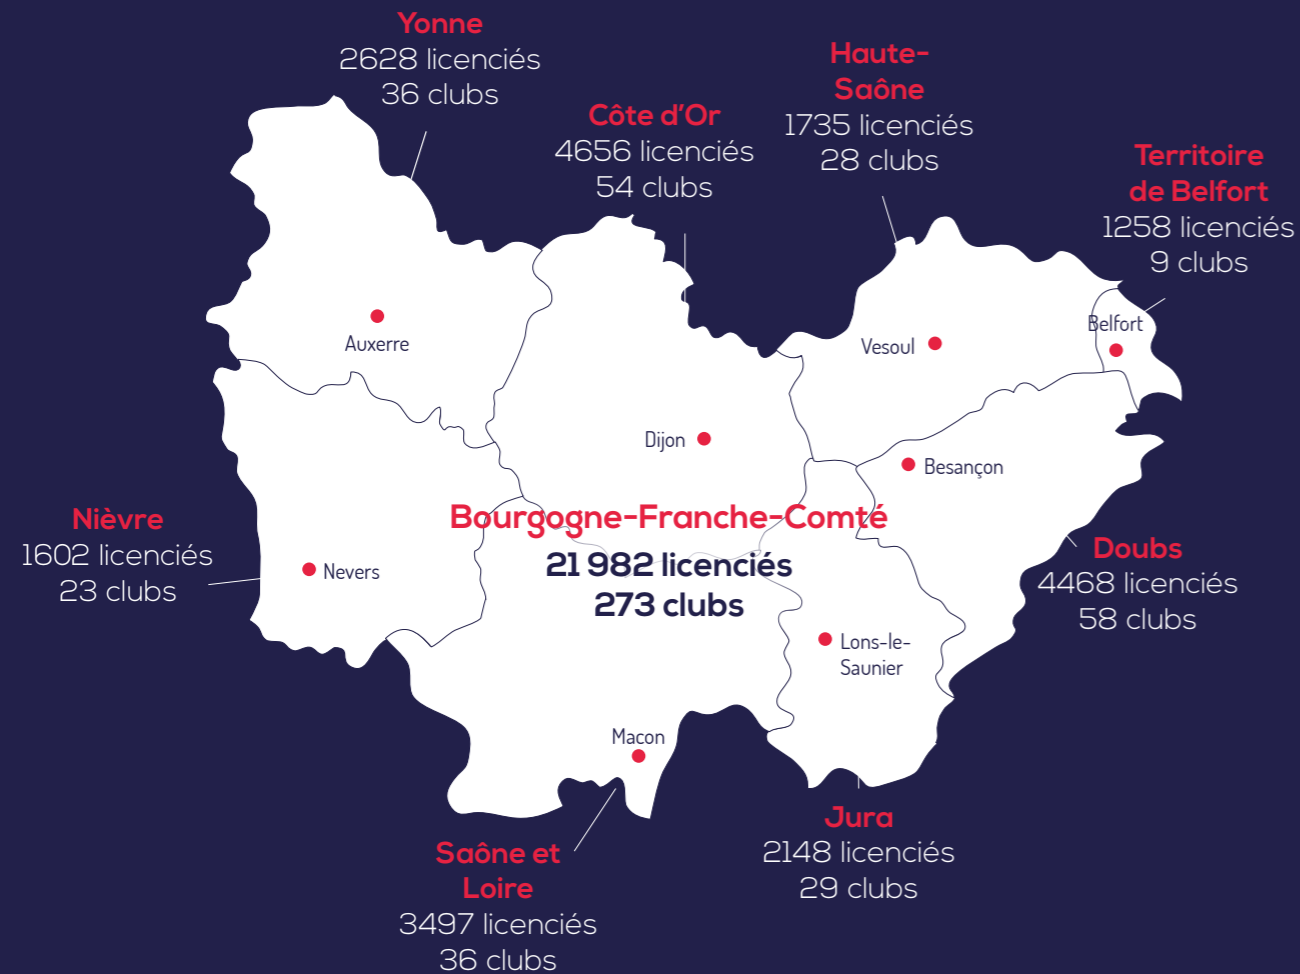 Yonne
2628 licenciés
36 clubs
Haute-
Saône
1735 licenciés
28 clubs
Côte d'Or
4656 licenciés
54 clubs
Territoire
de Belfort
1258 licenciés
9 clubs
Auxerre
Vesoul
Belfort
Dijon
Besançon
Bourgogne-Franche-Comté
21 982 licenciés
273 clubs
Nièvre
1602 licenciés
23 clubs
Nevers
Doubs
4468 licenciés
58 clubs
Lons-le-
Saunier
Macon
Saône et
Loire
3497 licenciés
36 clubs
Jura
2148 licenciés
29 clubs